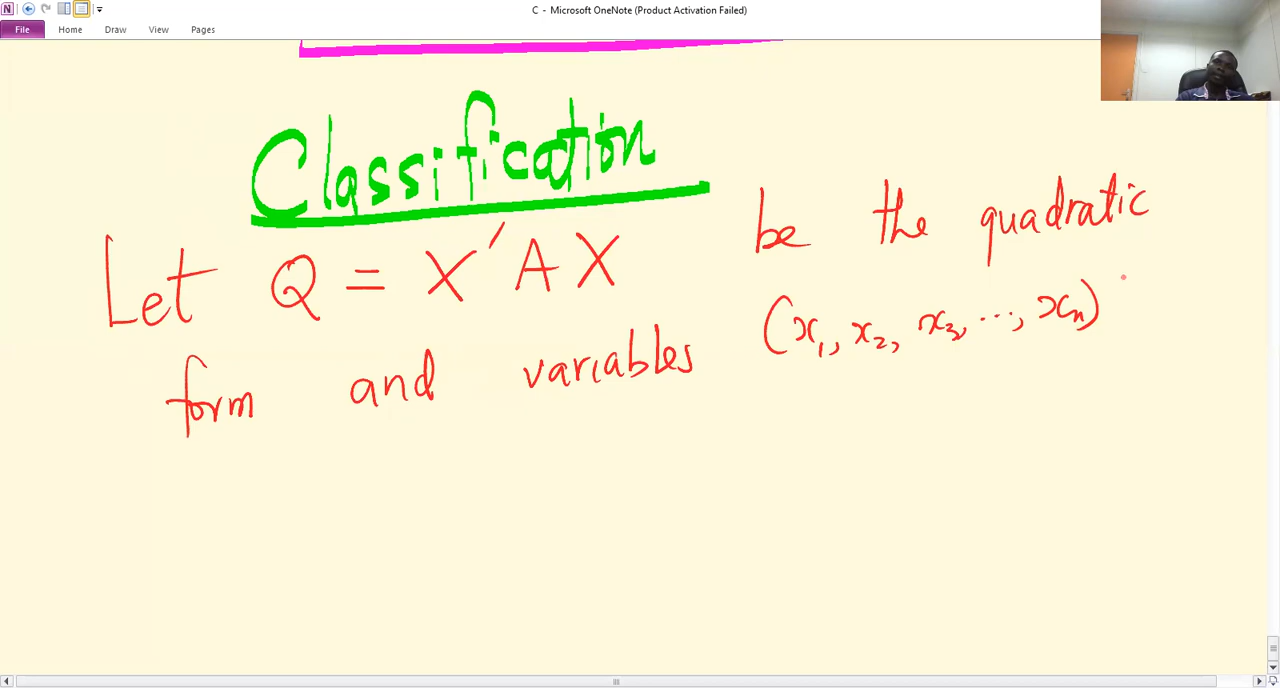 C - Microsoft OneNote (Product Activation Failed)
File Home Draw View Pages
Classification
Let Q = X'AX be the quadratic
form and variables (x₁, x₂, x₃, ..., xₙ)